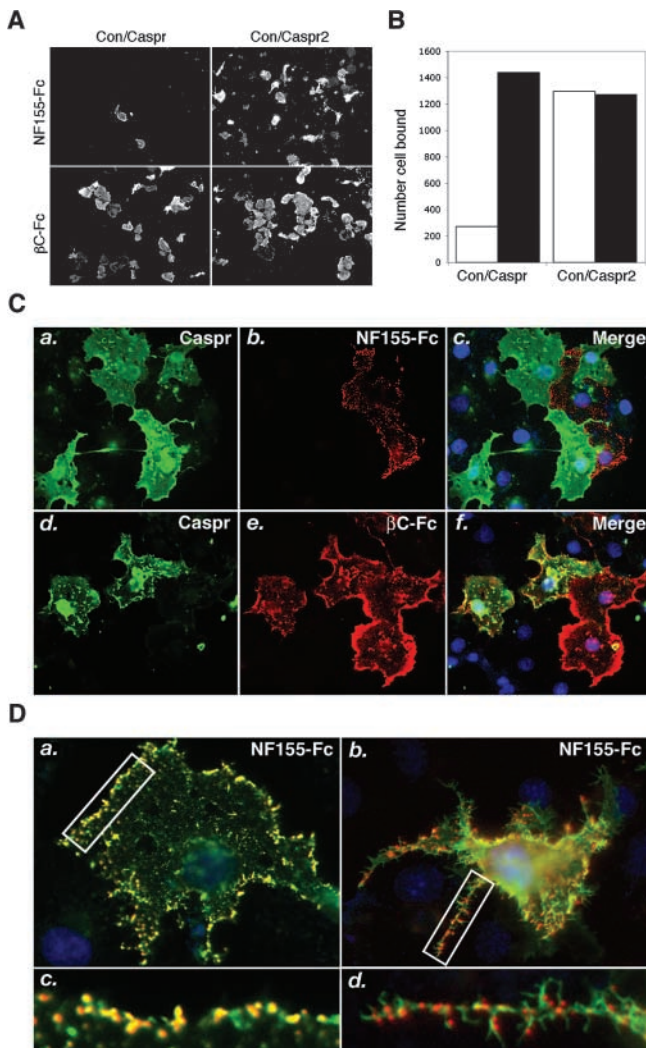 A
Con/Caspr Con/Caspr2
NF155-Fc
βC-Fc
B
Number cell bound
1600
1400
1200
1000
800
600
400
200
0
Con/Caspr Con/Caspr2
C
a. Caspr b. NF155-Fc c. Merge
d. Caspr e. βC-Fc f. Merge
D
a. NF155-Fc b. NF155-Fc
c. d.